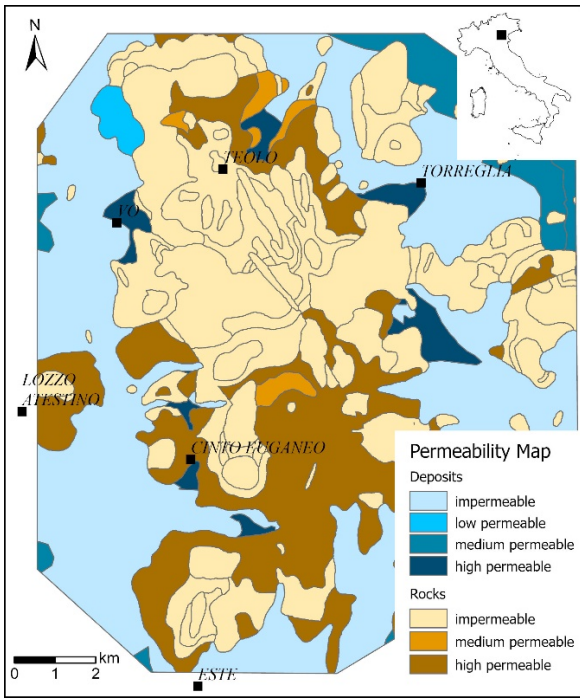 N
TEOLO
TORREGLIA
VO
LOZZO
ATESTINO
CINTO EUGANEO
Permeability Map
Deposits
impermeable
low permeable
medium permeable
high permeable
Rocks
impermeable
medium permeable
high permeable
km
0 1 2
ESTE